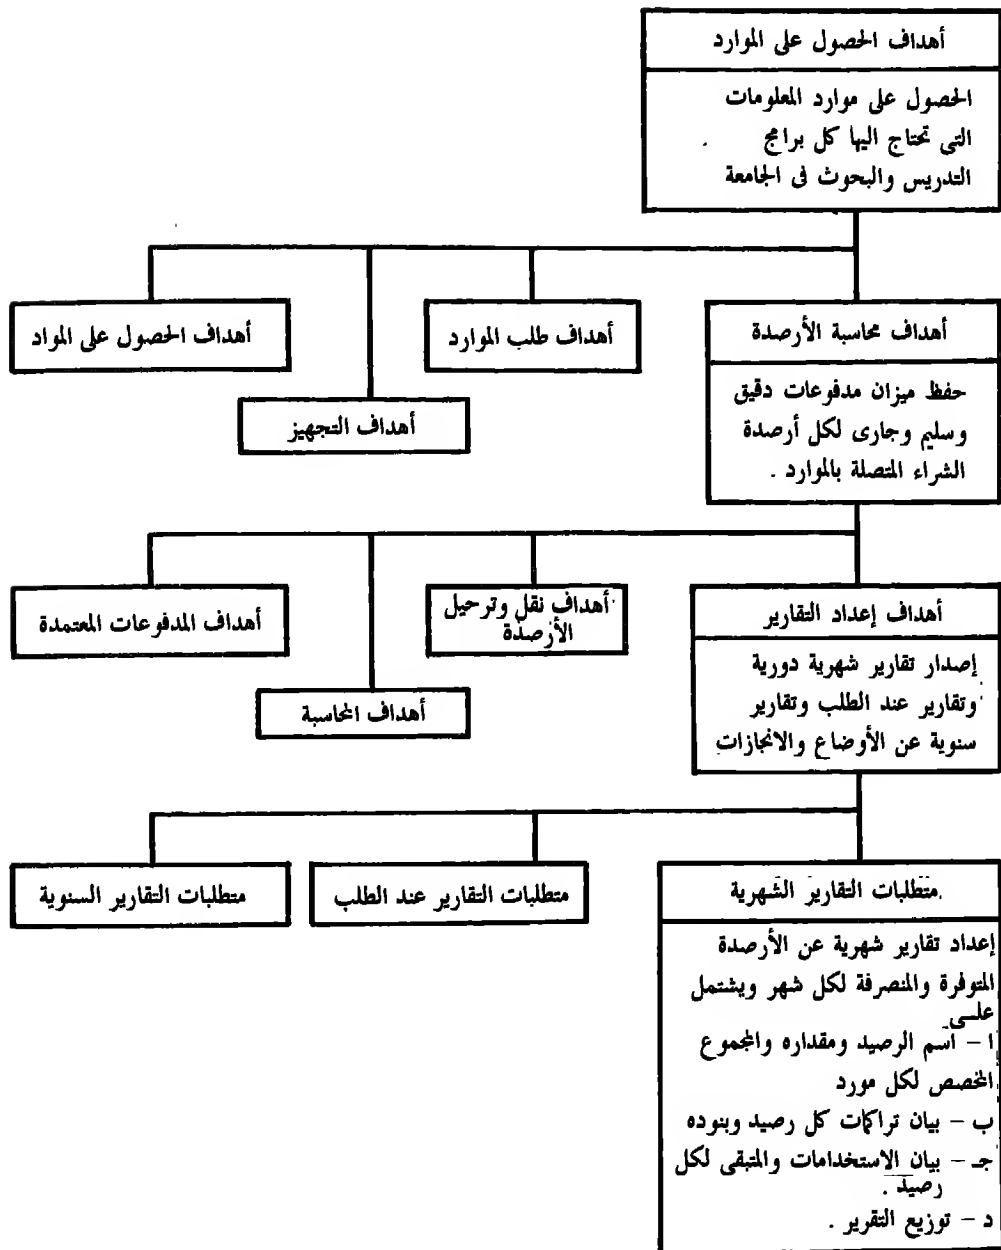 أهداف الحصول على الموارد
الحصول على موارد المعلومات
التى تحتاج اليها كل برامج
التدريس والبحوث فى الجامعة
أهداف محاسبة الأرصدة
حفظ ميزان مدفوعات دقيق
وسليم وجارى لكل أرصدة
الشراء المتصلة بالموارد .
أهداف طلب الموارد
أهداف التجهيز
أهداف الحصول على المواد
أهداف إعداد التقارير
إصدار تقارير شهرية دورية
وتقارير عند الطلب وتقارير
سنوية عن الأوضاع والانجازات
أهداف نقل وترحيل
الأرصدة
أهداف المحاسبة
أهداف المدفوعات المعتمدة
متطلبات التقارير الشهرية
إعداد تقارير شهرية عن الأرصدة
المتوفرة والمنصرفة لكل شهر ويشتمل
علــى
ا – اسم الرصيد ومقداره والمجموع
المخصص لكل مورد
ب – بيان تراكمات كل رصيد وبنوده
جـ – بيان الاستخدامات والمتبقى لكل
رصيد .
د – توزيع التقرير .
متطلبات التقارير عند الطلب
متطلبات التقارير السنوية